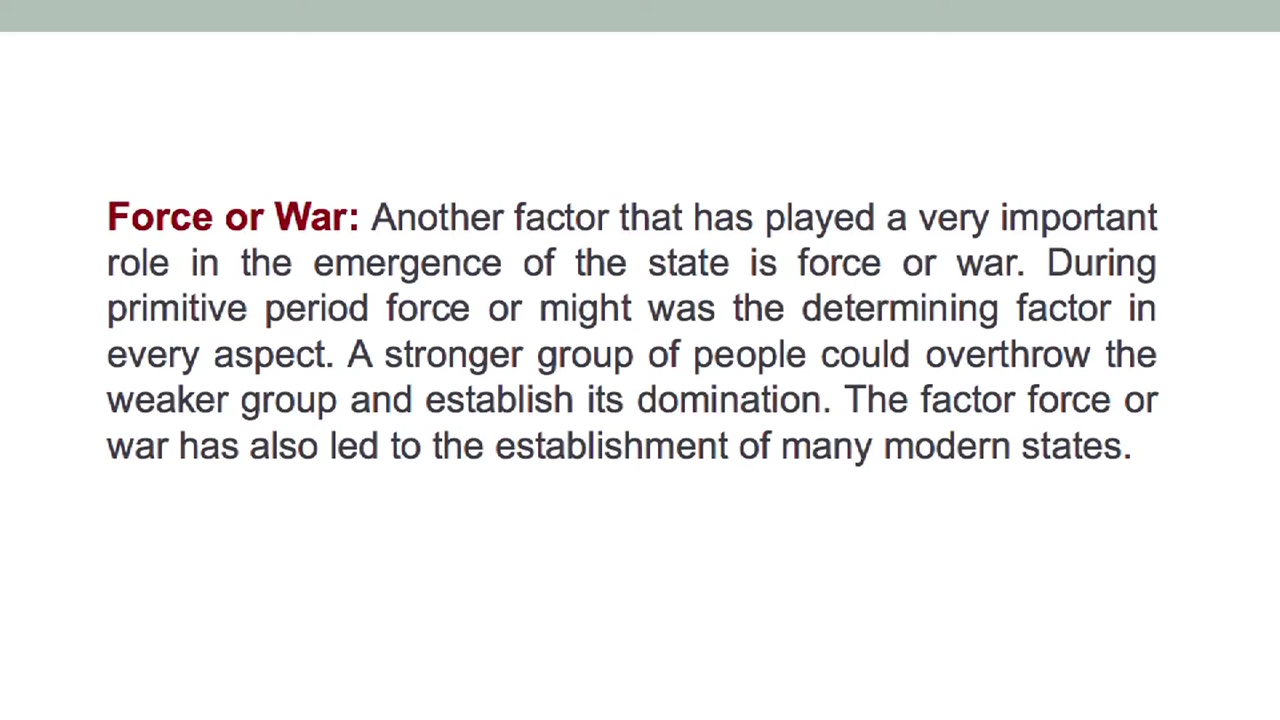 Force or War: Another factor that has played a very important
role in the emergence of the state is force or war. During
primitive period force or might was the determining factor in
every aspect. A stronger group of people could overthrow the
weaker group and establish its domination. The factor force or
war has also led to the establishment of many modern states.